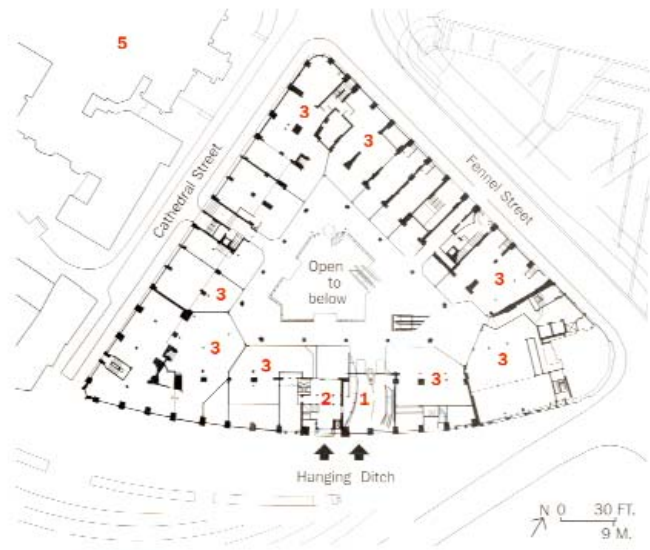 5
3
3
Cathedral Street
Fennel Street
Open
to
below
3
3
3
3
3
3
2
1
Hanging Ditch
N 0 30 FT.
9 M.